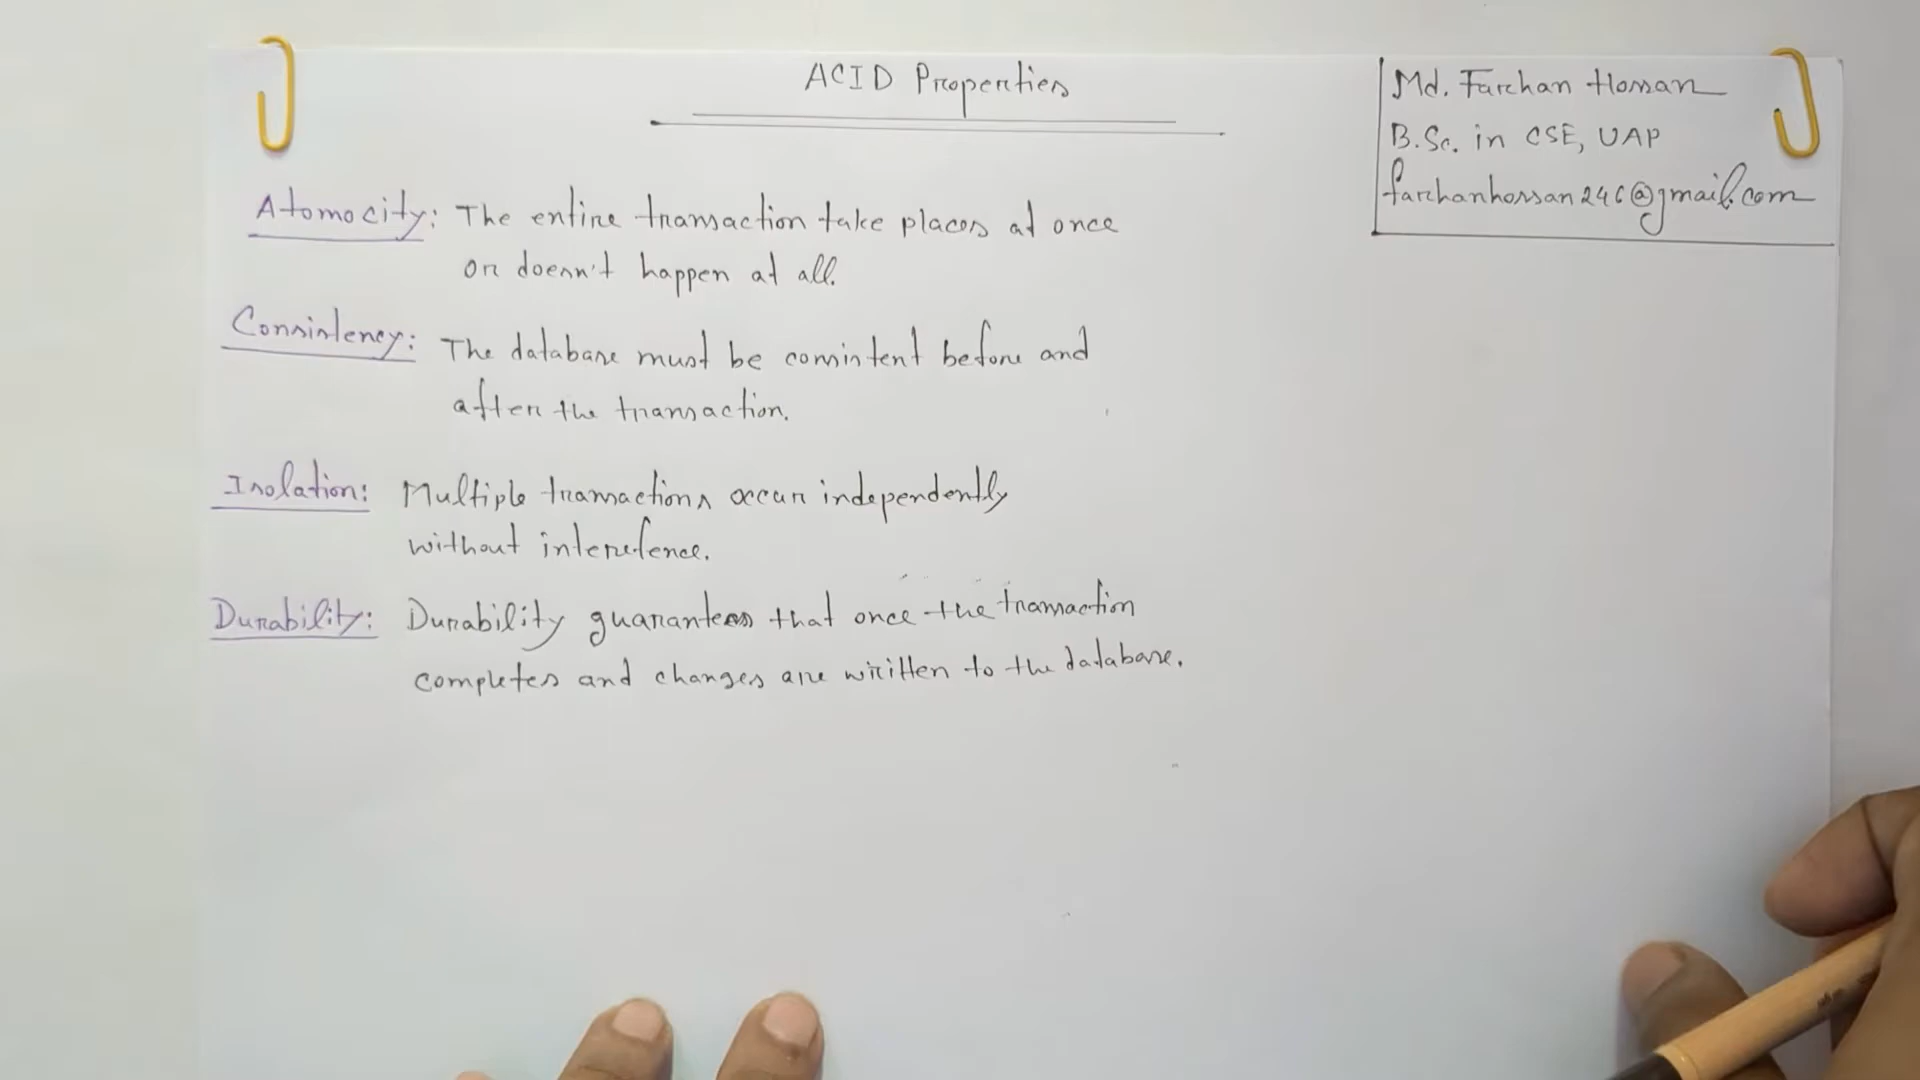 ACID Properties
Md. Farhan Hossan
B.Sc. in CSE, UAP
farhanhossan246@gmail.com
Atomocity: The entire transaction take places at once
or doesn't happen at all.
Consistency: The database must be consistent before and
after the transaction.
Isolation: Multiple transactions occur independently
without interefence.
Durability: Durability guarantees that once the transaction
completes and changes are written to the database.